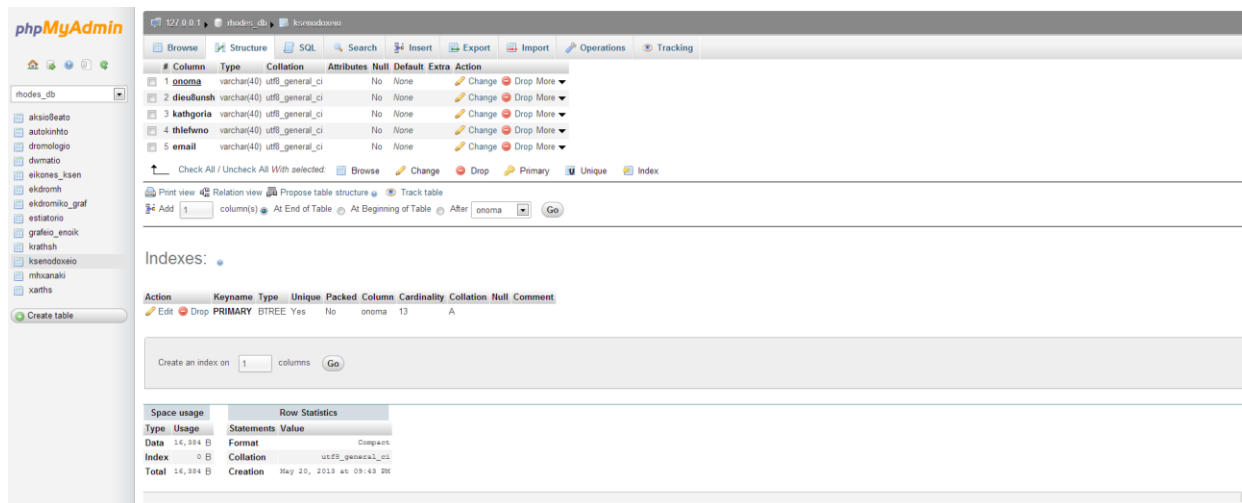 phpMyAdmin
rhodes_db
aksio8eato
autokinhto
dromologio
dwmatio
eikones_ksen
ekdromh
ekdromiko_graf
estiatorio
grafeio_enoik
krathsh
ksenodoxeio
mhxanaki
xarths
Create table
127.0.0.1 ▸ rhodes_db ▸ ksenodoxeio
Browse Structure SQL Search Insert Export Import Operations Tracking
# Column Type Collation Attributes Null Default Extra Action
1 onoma varchar(40) utf8_general_ci No None Change Drop More
2 dieu8unsh varchar(40) utf8_general_ci No None Change Drop More
3 kathgoria varchar(40) utf8_general_ci No None Change Drop More
4 thlefwno varchar(40) utf8_general_ci No None Change Drop More
5 email varchar(40) utf8_general_ci No None Change Drop More
Check All / Uncheck All With selected: Browse Change Drop Primary Unique Index
Print view Relation view Propose table structure Track table
Add 1 column(s) At End of Table At Beginning of Table After onoma Go
Indexes:
Action Keyname Type Unique Packed Column Cardinality Collation Null Comment
Edit Drop PRIMARY BTREE Yes No onoma 13 A
Create an index on 1 columns Go
Space usage Row Statistics
Type Usage Statements Value
Data 16,384 B Format Compact
Index 0 B Collation utf8_general_ci
Total 16,384 B Creation May 20, 2013 at 09:43 PM